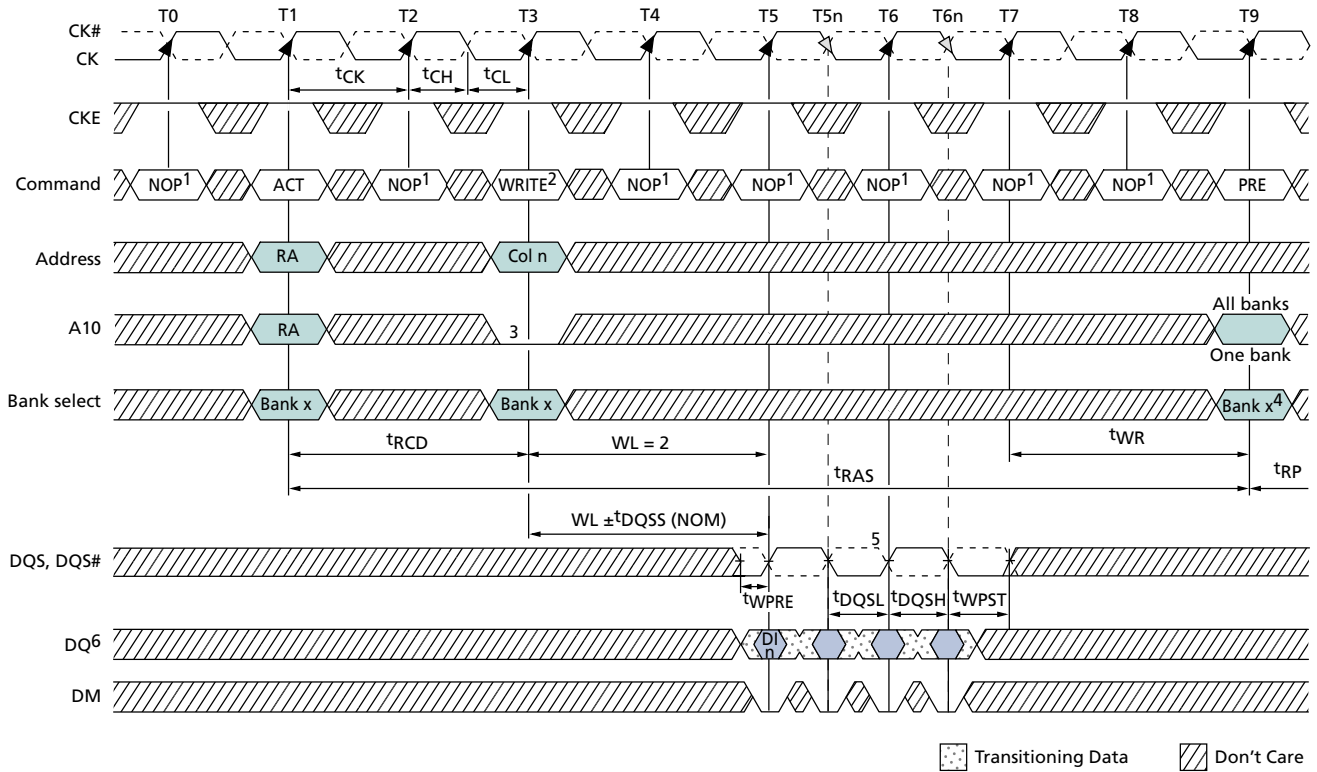 T0 T1 T2 T3 T4 T5 T5n T6 T6n T7 T8 T9
CK#
CK
tCK tCH tCL
CKE
Command NOP1 ACT NOP1 WRITE2 NOP1 NOP1 NOP1 NOP1 NOP1 PRE
Address RA Col n
All banks
A10 RA 3
One bank
Bank select Bank x Bank x Bank x4
tRCD WL = 2 tWR
tRAS tRP
WL ±tDQSS (NOM)
5
DQS, DQS#
tWPRE tDQSL tDQSH tWPST
DQ6 DI
n
DM
Transitioning Data Don't Care